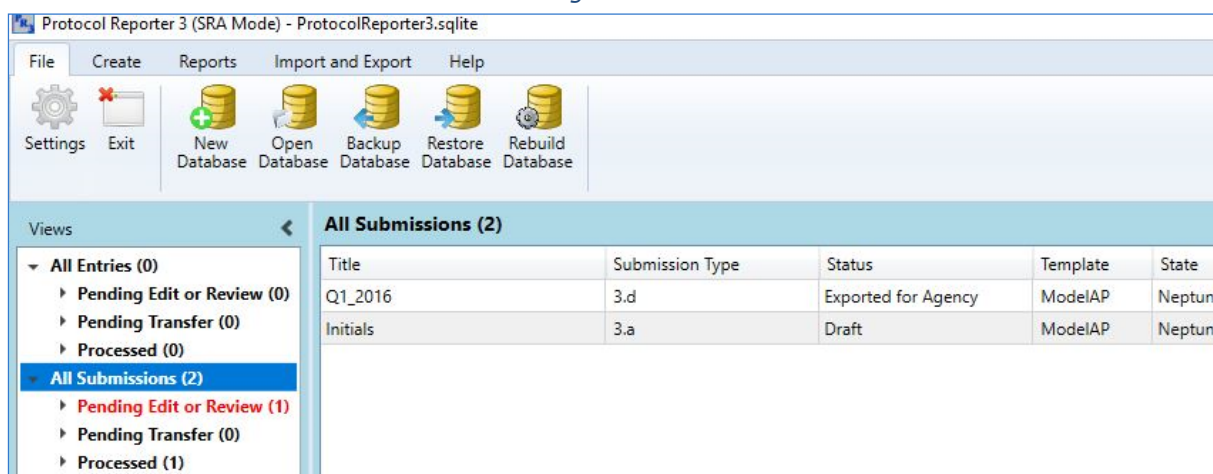 Protocol Reporter 3 (SRA Mode) - ProtocolReporter3.sqlite
File Create Reports Import and Export Help
Settings Exit New Database Open Database Backup Database Restore Database Rebuild Database
Views
All Entries (0)
Pending Edit or Review (0)
Pending Transfer (0)
Processed (0)
All Submissions (2)
Pending Edit or Review (1)
Pending Transfer (0)
Processed (1)
All Submissions (2)
Title Submission Type Status Template State
Q1_2016 3.d Exported for Agency ModelAP Neptun
Initials 3.a Draft ModelAP Neptun